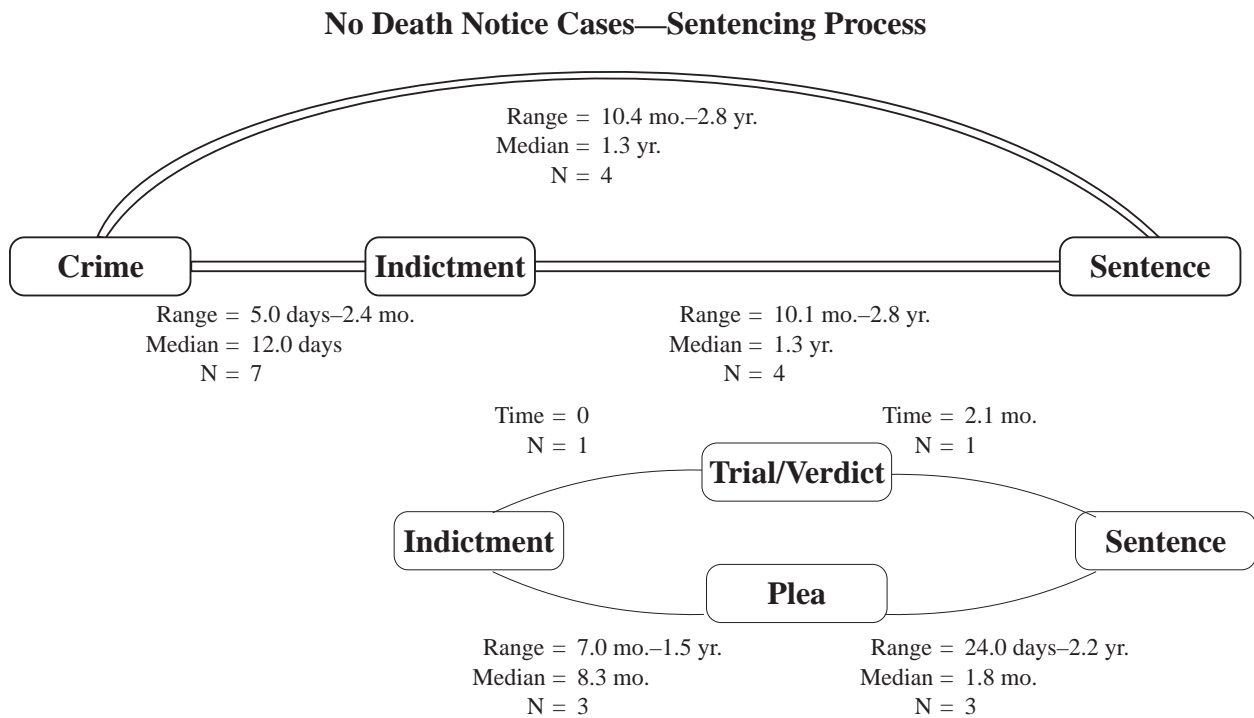 No Death Notice Cases—Sentencing Process
Range = 10.4 mo.–2.8 yr.
Median = 1.3 yr.
N = 4
Crime
Indictment
Sentence
Range = 5.0 days–2.4 mo.
Median = 12.0 days
N = 7
Range = 10.1 mo.–2.8 yr.
Median = 1.3 yr.
N = 4
Time = 0
N = 1
Time = 2.1 mo.
N = 1
Trial/Verdict
Indictment
Sentence
Plea
Range = 7.0 mo.–1.5 yr.
Median = 8.3 mo.
N = 3
Range = 24.0 days–2.2 yr.
Median = 1.8 mo.
N = 3